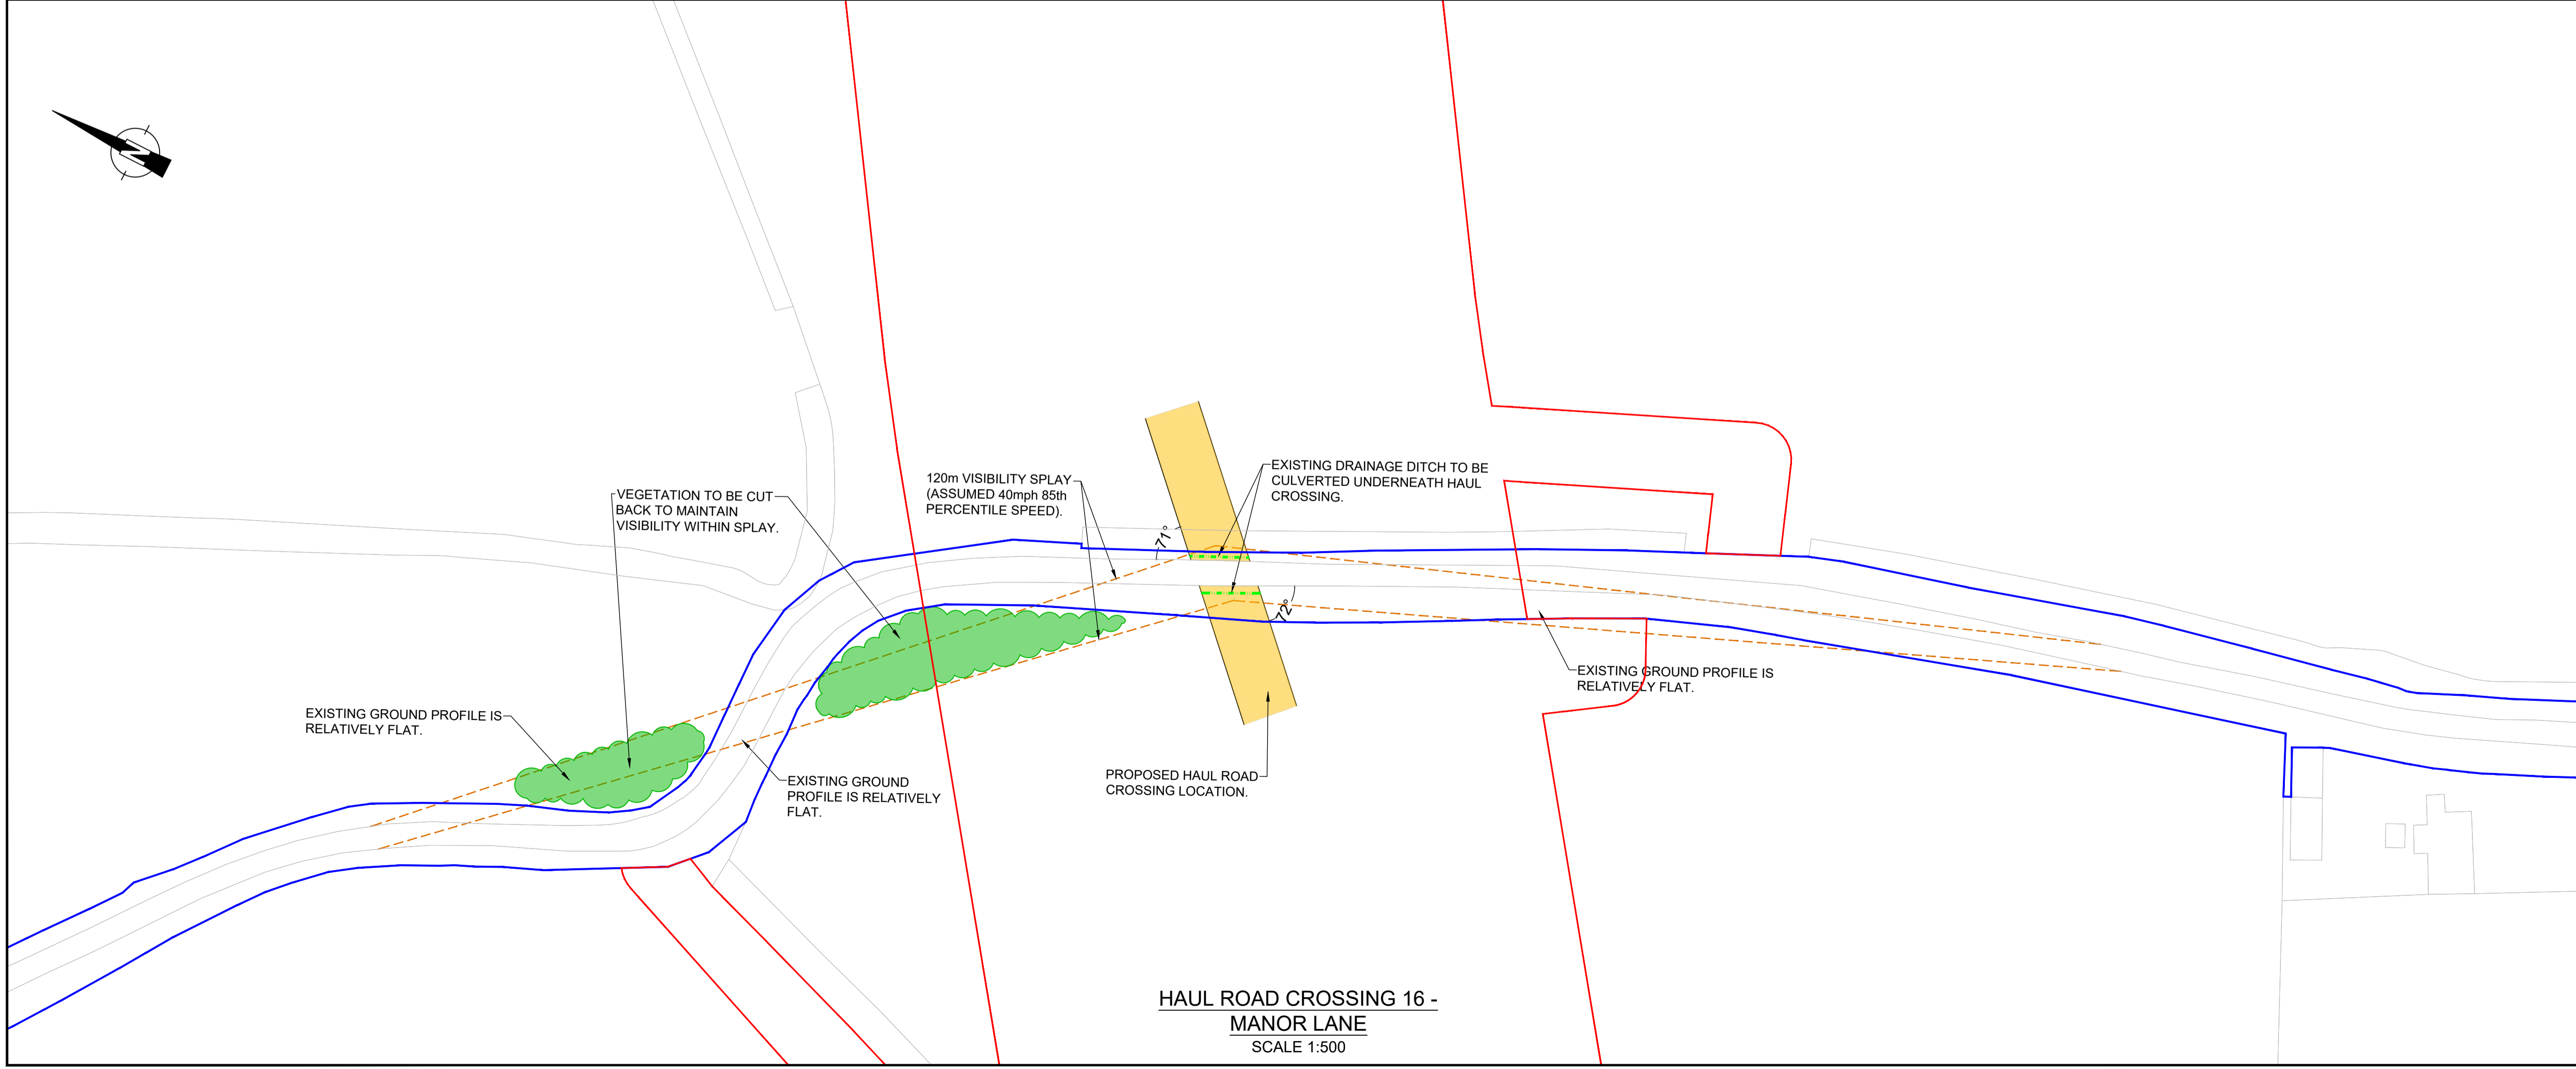 N
EXISTING DRAINAGE DITCH TO BE
CULVERTED UNDERNEATH HAUL
CROSSING.
120m VISIBILITY SPLAY
(ASSUMED 40mph 85th
PERCENTILE SPEED).
VEGETATION TO BE CUT
BACK TO MAINTAIN
VISIBILITY WITHIN SPLAY.
71°
72°
EXISTING GROUND PROFILE IS
RELATIVELY FLAT.
EXISTING GROUND PROFILE IS
RELATIVELY FLAT.
EXISTING GROUND
PROFILE IS RELATIVELY
FLAT.
PROPOSED HAUL ROAD
CROSSING LOCATION.
HAUL ROAD CROSSING 16 -
MANOR LANE
SCALE 1:500